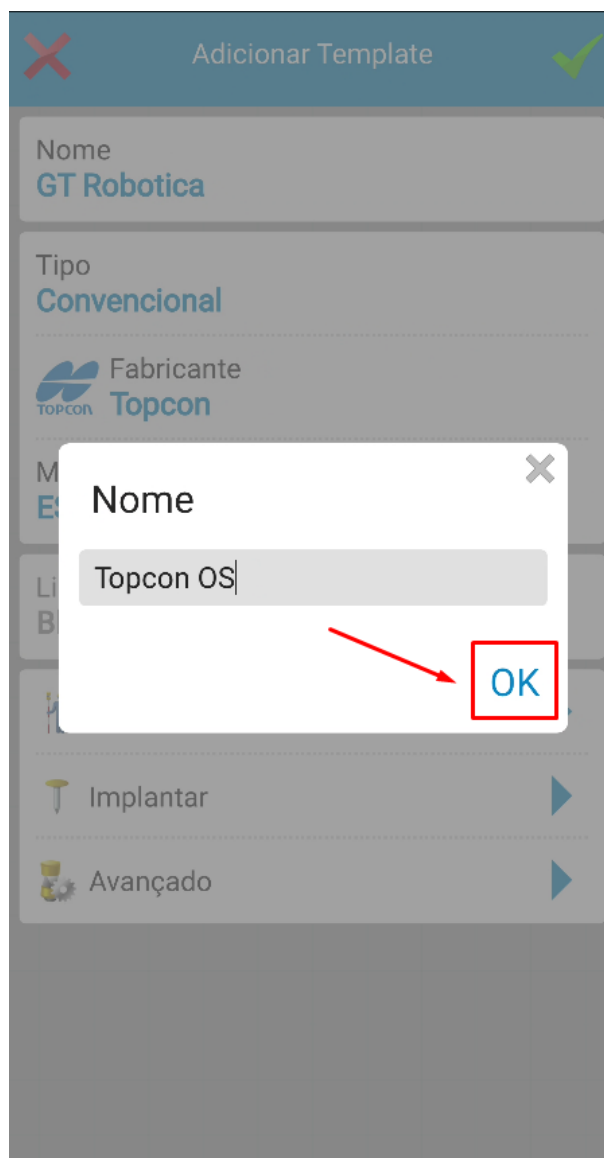 Adicionar Template
Nome
GT Robotica
Tipo
Convencional
Fabricante
TOPCON
Topcon
Nome
Topcon OS
OK
Implantar
Avançado